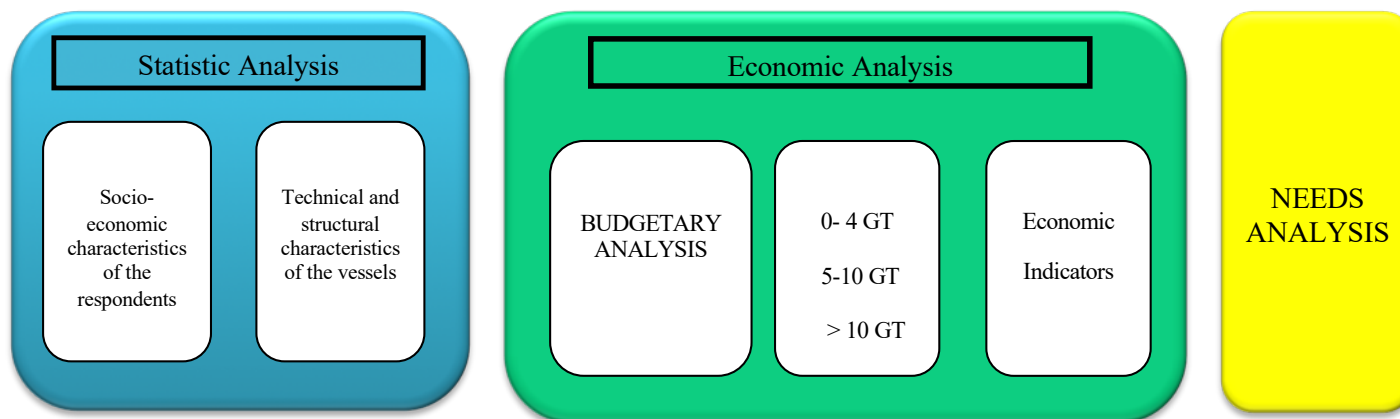 Statistic Analysis
Socio-
economic
characteristics
of the
respondents
Technical and
structural
characteristics
of the vessels
Economic Analysis
BUDGETARY
ANALYSIS
0- 4 GT
5-10 GT
> 10 GT
Economic
Indicators
NEEDS
ANALYSIS